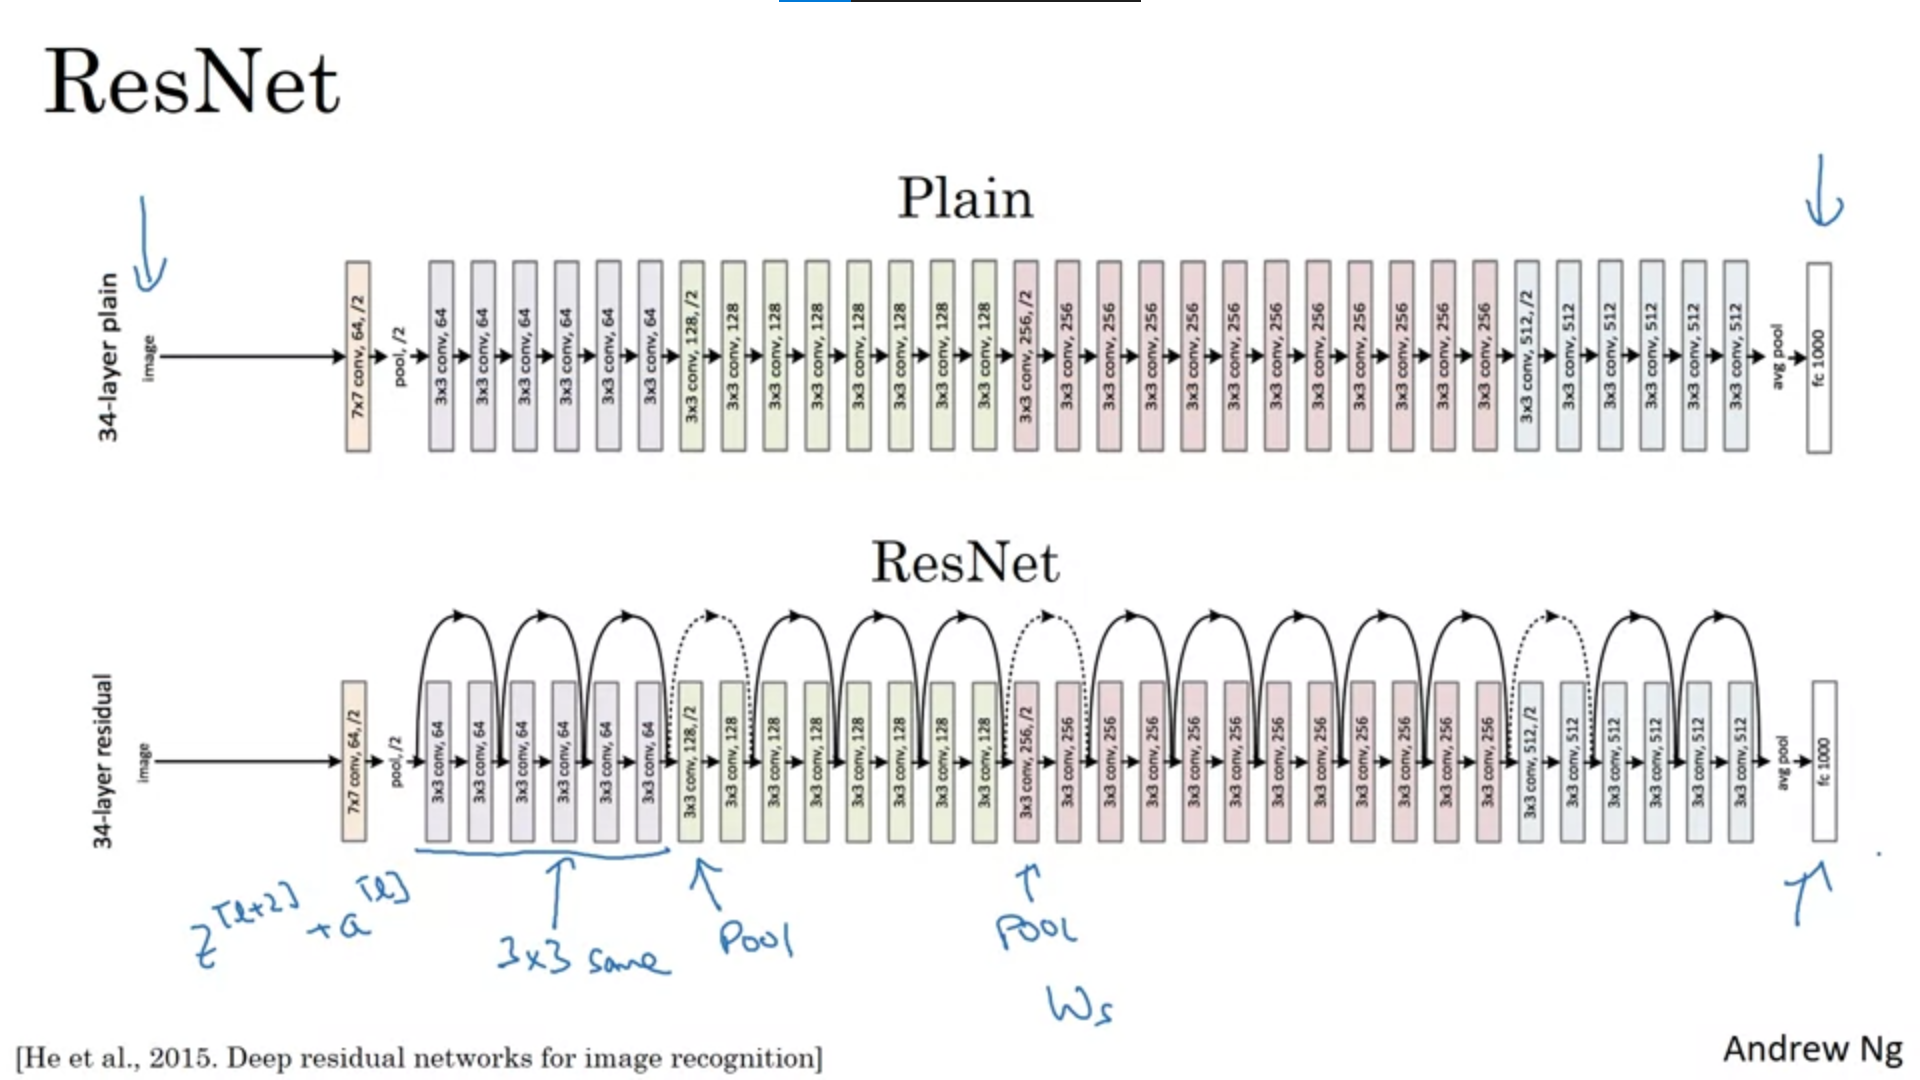 ResNet
Plain
34-layer plain
image
7x7 conv, 64, /2
pool, /2
3x3 conv, 64
3x3 conv, 64
3x3 conv, 64
3x3 conv, 64
3x3 conv, 64
3x3 conv, 64
3x3 conv, 128, /2
3x3 conv, 128
3x3 conv, 128
3x3 conv, 128
3x3 conv, 128
3x3 conv, 128
3x3 conv, 128
3x3 conv, 128
3x3 conv, 256, /2
3x3 conv, 256
3x3 conv, 256
3x3 conv, 256
3x3 conv, 256
3x3 conv, 256
3x3 conv, 256
3x3 conv, 256
3x3 conv, 256
3x3 conv, 256
3x3 conv, 256
3x3 conv, 256
3x3 conv, 512, /2
3x3 conv, 512
3x3 conv, 512
3x3 conv, 512
3x3 conv, 512
3x3 conv, 512
avg pool
fc 1000
ResNet
34-layer residual
image
7x7 conv, 64, /2
pool, /2
3x3 conv, 64
3x3 conv, 64
3x3 conv, 64
3x3 conv, 64
3x3 conv, 64
3x3 conv, 64
3x3 conv, 128, /2
3x3 conv, 128
3x3 conv, 128
3x3 conv, 128
3x3 conv, 128
3x3 conv, 128
3x3 conv, 128
3x3 conv, 128
3x3 conv, 256, /2
3x3 conv, 256
3x3 conv, 256
3x3 conv, 256
3x3 conv, 256
3x3 conv, 256
3x3 conv, 256
3x3 conv, 256
3x3 conv, 256
3x3 conv, 256
3x3 conv, 256
3x3 conv, 256
3x3 conv, 512, /2
3x3 conv, 512
3x3 conv, 512
3x3 conv, 512
3x3 conv, 512
3x3 conv, 512
avg pool
fc 1000
z[l+2] + a[l]
3x3 same
Pool
Pool
Ws
[He et al., 2015. Deep residual networks for image recognition]
Andrew Ng